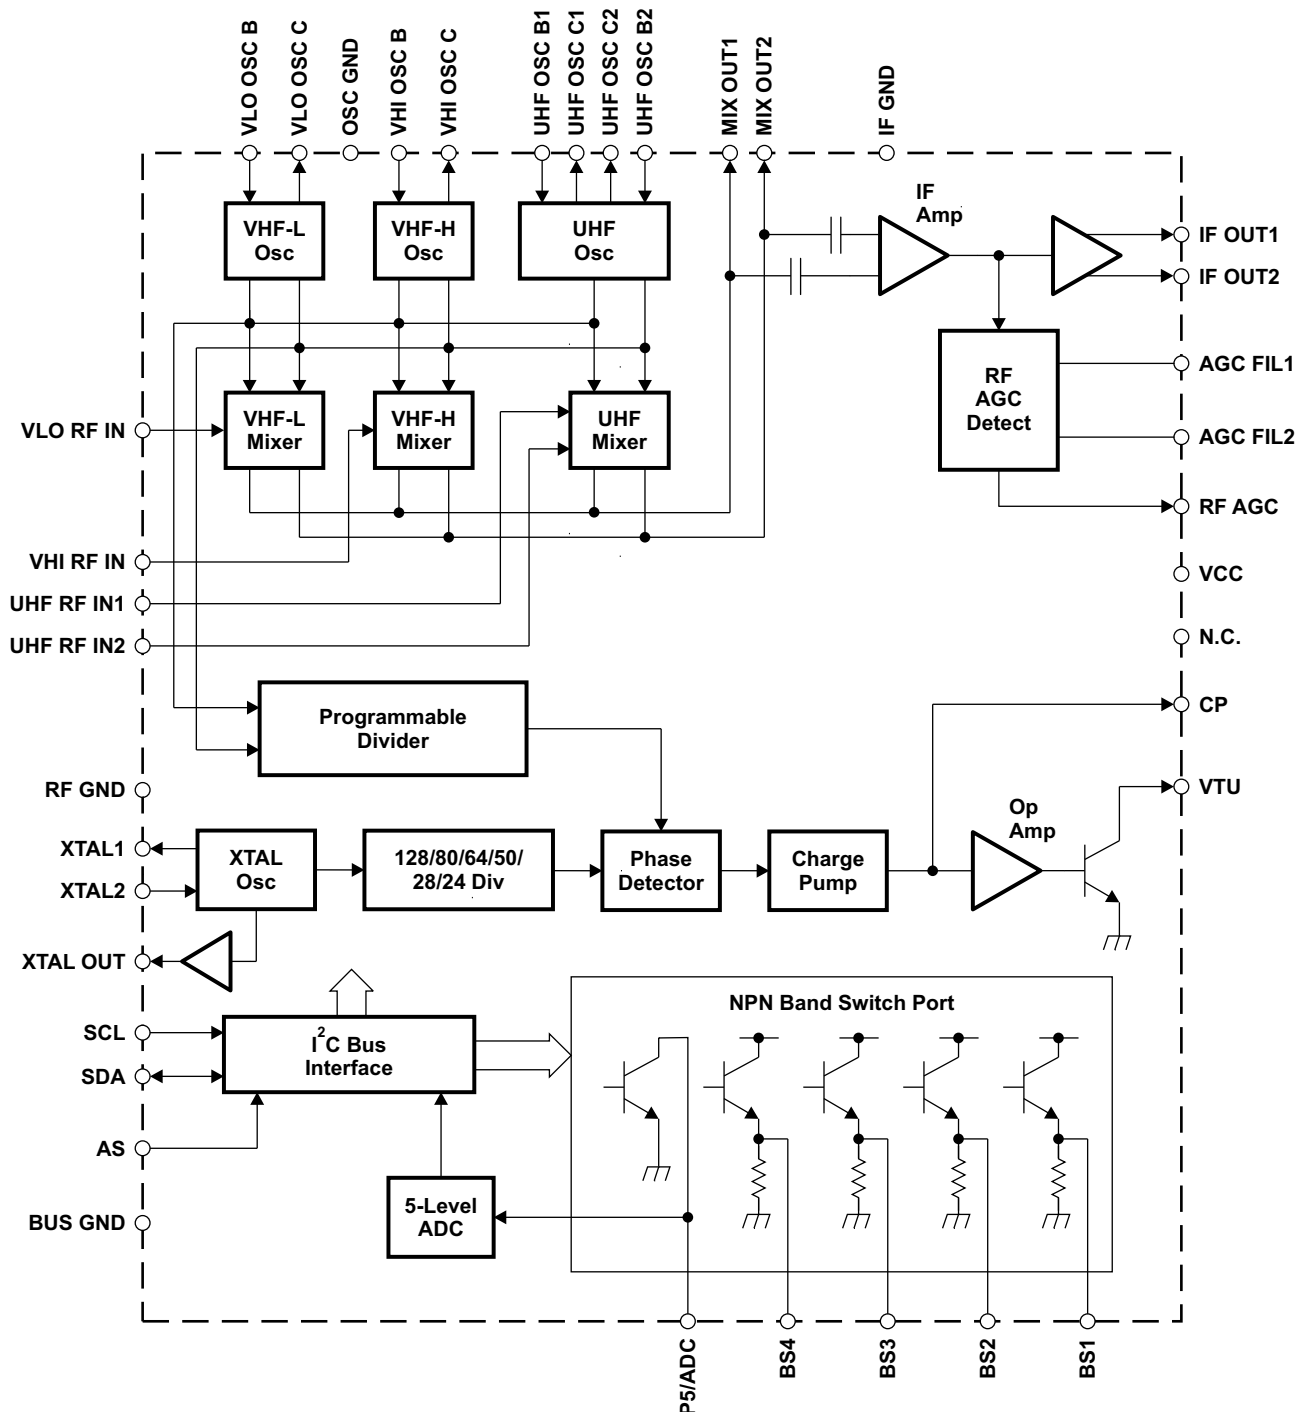 VLO OSC B
VLO OSC C
OSC GND
VHI OSC B
VHI OSC C
UHF OSC B1
UHF OSC C1
UHF OSC C2
UHF OSC B2
MIX OUT1
MIX OUT2
IF GND
VHF-L
Osc
VHF-H
Osc
UHF
Osc
IF
Amp
IF OUT1
IF OUT2
RF
AGC
Detect
AGC FIL1
AGC FIL2
RF AGC
VLO RF IN
VHF-L
Mixer
VHF-H
Mixer
UHF
Mixer
VHI RF IN
UHF RF IN1
UHF RF IN2
VCC
N.C.
CP
VTU
Programmable
Divider
RF GND
XTAL1
XTAL2
XTAL
Osc
128/80/64/50/
28/24 Div
Phase
Detector
Charge
Pump
Op
Amp
XTAL OUT
SCL
SDA
AS
BUS GND
I2C Bus
Interface
5-Level
ADC
NPN Band Switch Port
P5/ADC
BS4
BS3
BS2
BS1